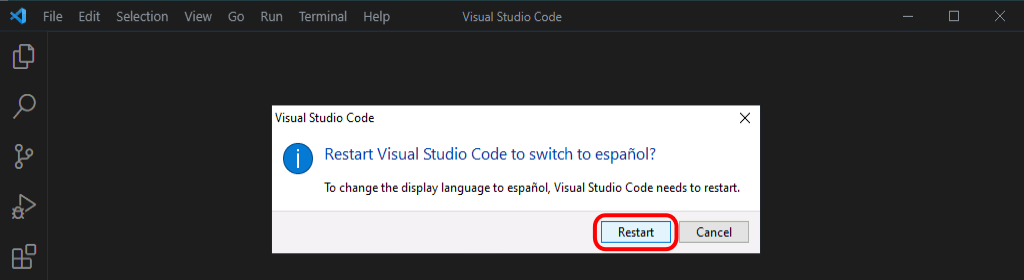 File Edit Selection View Go Run Terminal Help Visual Studio Code
Visual Studio Code
Restart Visual Studio Code to switch to español?
To change the display language to español, Visual Studio Code needs to restart.
Restart Cancel